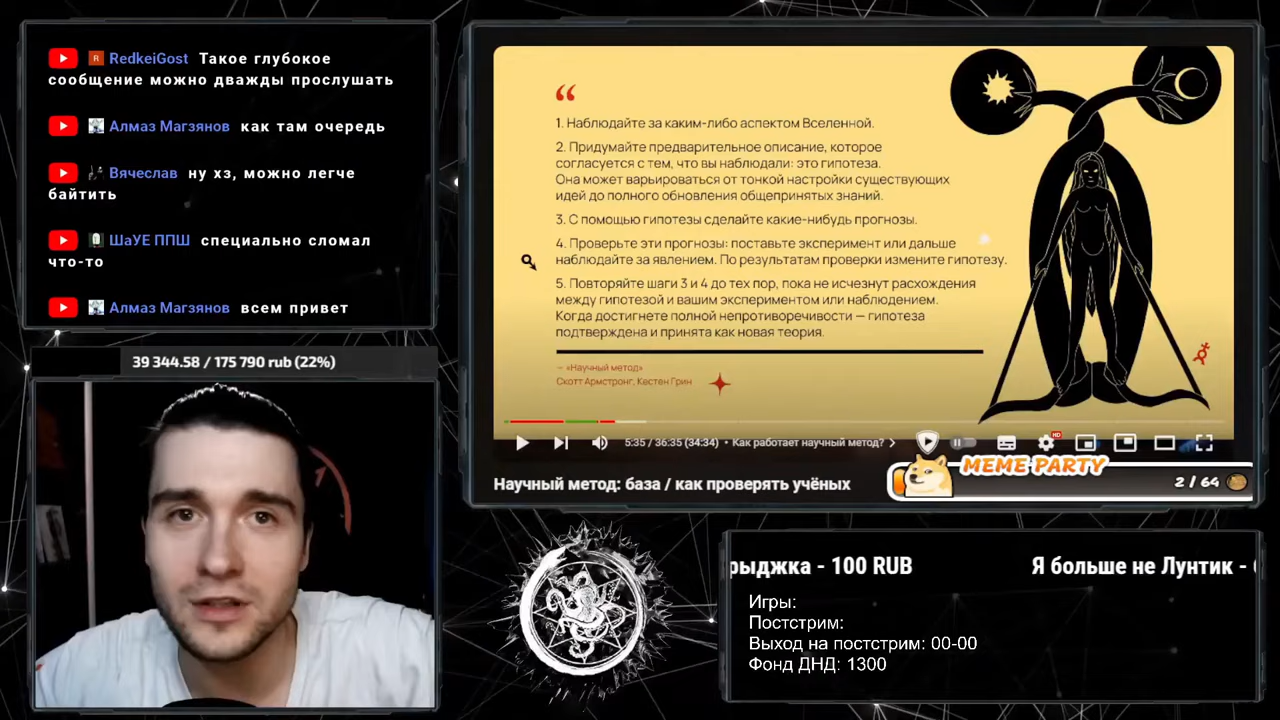 RedkeiGost Такое глубокое
сообщение можно дважды прослушать
Алмаз Магзянов как там очередь
Вячеслав ну хз, можно легче
байтить
ШаУЕ ППШ специально сломал
что-то
Алмаз Магзянов всем привет
39 344.58 / 175 790 rub (22%)
“
1. Наблюдайте за каким-либо аспектом Вселенной.
2. Придумайте предварительное описание, которое
согласуется с тем, что вы наблюдали: это гипотеза.
Она может варьироваться от тонкой настройки существующих
идей до полного обновления общепринятых знаний.
3. С помощью гипотезы сделайте какие-нибудь прогнозы.
4. Проверьте эти прогнозы: поставьте эксперимент или дальше
наблюдайте за явлением. По результатам проверки измените гипотезу.
5. Повторяйте шаги 3 и 4 до тех пор, пока не исчезнут расхождения
между гипотезой и вашим экспериментом или наблюдением.
Когда достигнете полной непротиворечивости — гипотеза
подтверждена и принята как новая теория.
— «Научный метод»
Скотт Армстронг, Кестен Грин
5:35 / 36:35 (34:34) • Как работает научный метод?
HD
MEME PARTY
2 / 64
Научный метод: база / как проверять учёных
рыджка - 100 RUB Я больше не Лунтик -
Игры:
Постстрим:
Выход на постстрим: 00-00
Фонд ДНД: 1300